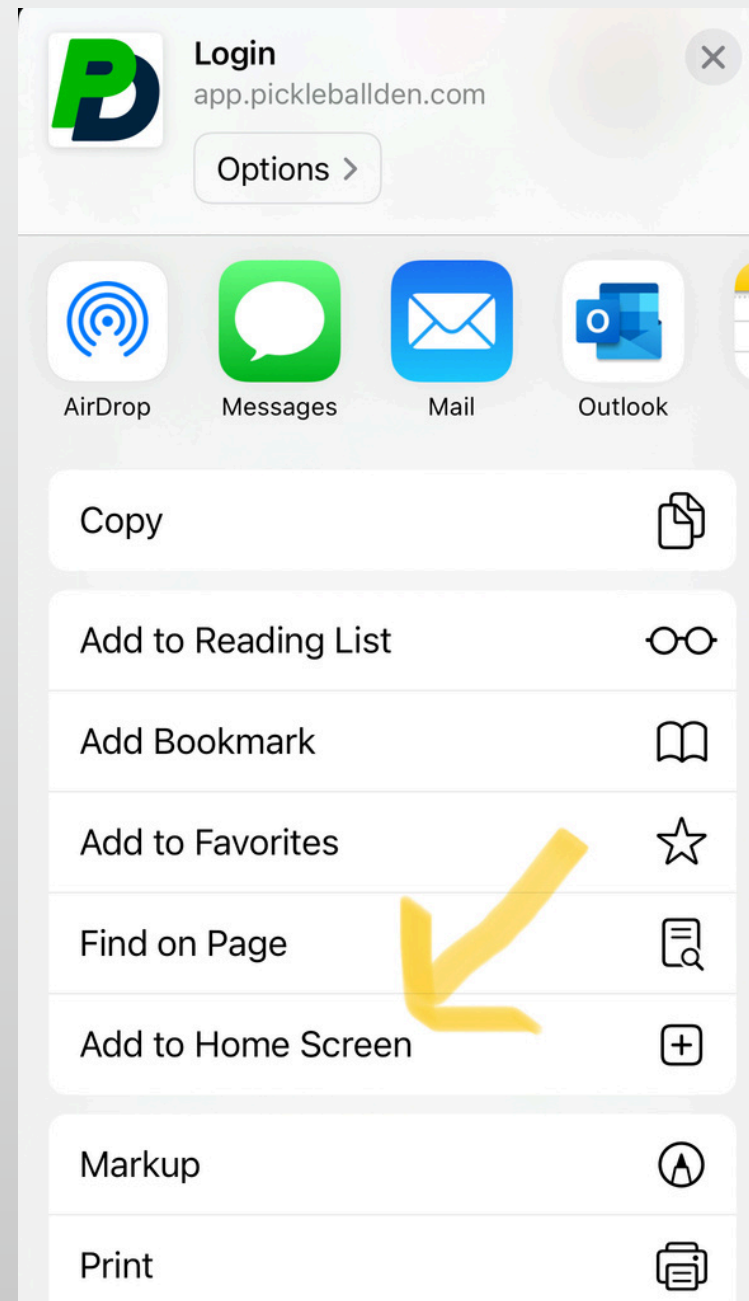 PD
Login
app.pickleballden.com
Options
AirDrop
Messages
Mail
Outlook
Copy
Add to Reading List
Add Bookmark
Add to Favorites
Find on Page
Add to Home Screen
Markup
Print